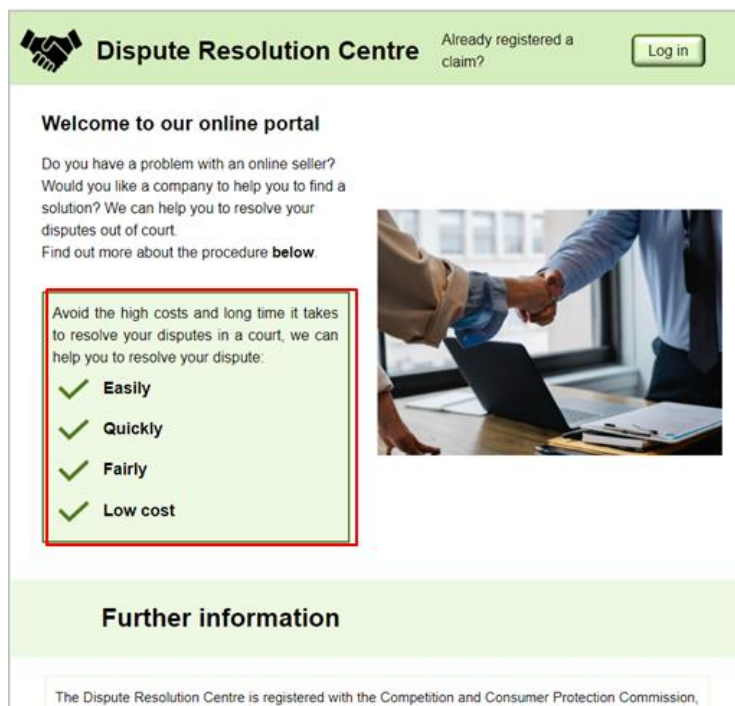 Dispute Resolution Centre
Already registered a
claim?
Log in
Welcome to our online portal
Do you have a problem with an online seller?
Would you like a company to help you to find a
solution? We can help you to resolve your
disputes out of court.
Find out more about the procedure below.
Avoid the high costs and long time it takes
to resolve your disputes in a court, we can
help you to resolve your dispute:
Easily
Quickly
Fairly
Low cost
Further information
The Dispute Resolution Centre is registered with the Competition and Consumer Protection Commission,